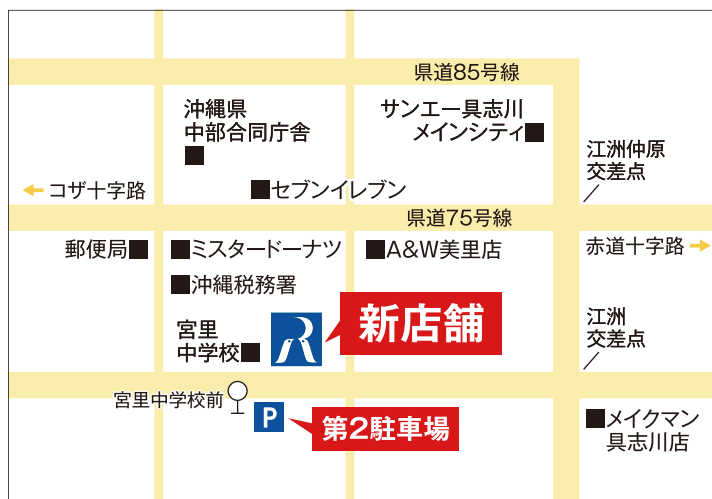 県道85号線
沖縄県
中部合同庁舎
サンエー具志川
メインシティ
江洲仲原
交差点
コザ十字路
セブンイレブン
県道75号線
郵便局
ミスタードーナツ
A&W美里店
赤道十字路
沖縄税務署
新店舗
宮里
中学校
江洲
交差点
宮里中学校前
P
第2駐車場
メイクマン
具志川店